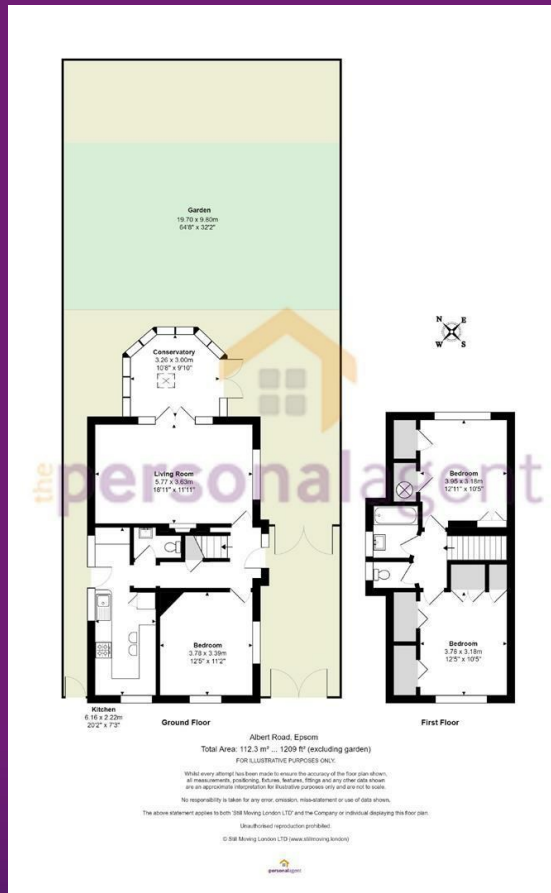 Garden
19.70 x 9.80m
64'8" x 32'2"
N E
W S
Conservatory
3.26 x 3.00m
10'8" x 9'10"
the personal agent
Living Room
5.77 x 3.63m
18'11" x 11'11"
Bedroom
3.95 x 3.18m
12'11" x 10'5"
Bedroom
3.78 x 3.39m
12'5" x 11'2"
Bedroom
3.78 x 3.18m
12'5" x 10'5"
Kitchen
6.16 x 2.22m
20'2" x 7'3"
Ground Floor
First Floor
Albert Road, Epsom
Total Area: 112.3 m² ... 1209 ft² (excluding garden)
FOR ILLUSTRATIVE PURPOSES ONLY.
Whilst every attempt has been made to ensure the accuracy of the floor plan shown,
all measurements, positioning, fixtures, features, fittings and any other data shown
are an approximate interpretation for illustrative purposes only and are not to scale.
No responsibility is taken for any error, omission, miss-statement or use of data shown.
The above statement applies to both 'Still Moving London LTD' and the Company or individual displaying this floor plan.
Unauthorised reproduction prohibited.
© Still Moving London LTD (www.stillmoving.london)
the
personalagent